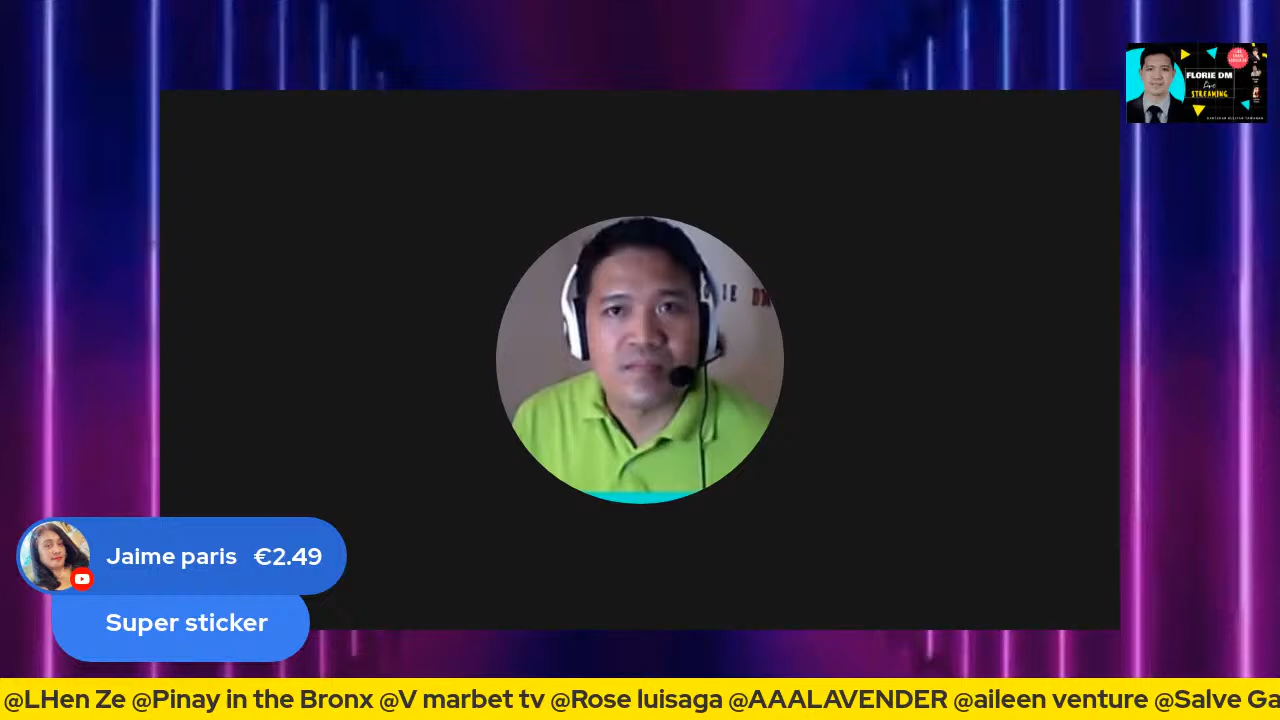 FLORIE DM
Live
STREAMING
Jaime paris €2.49
Super sticker
@LHen Ze @Pinay in the Bronx @V marbet tv @Rose luisaga @AAALAVENDER @aileen venture @Salve Ga